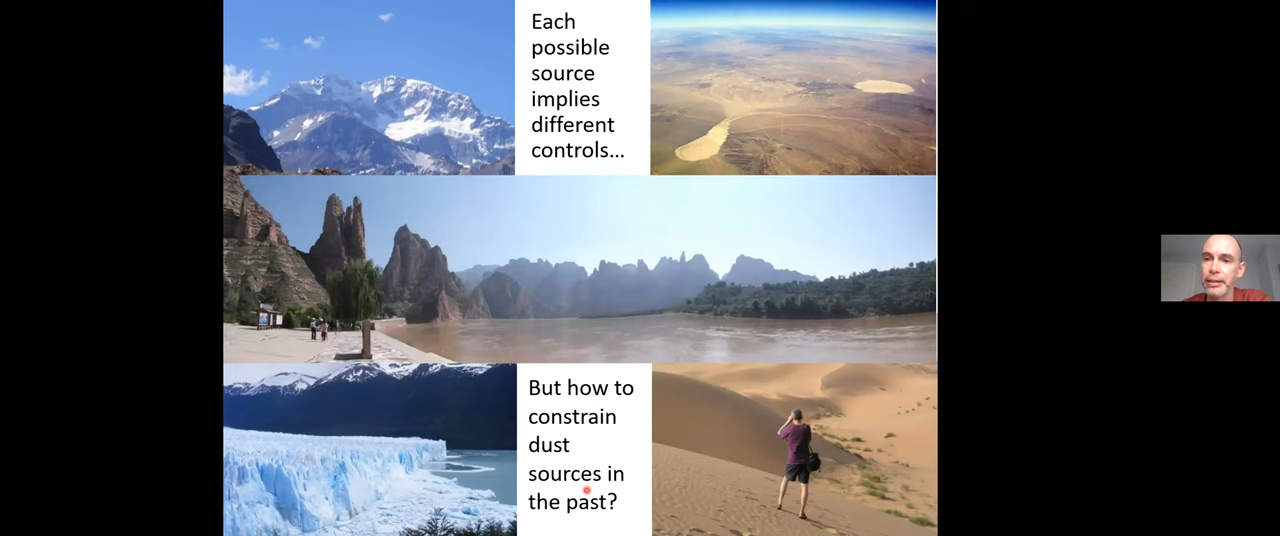 Each
possible
source
implies
different
controls...
But how to
constrain
dust
sources in
the past?